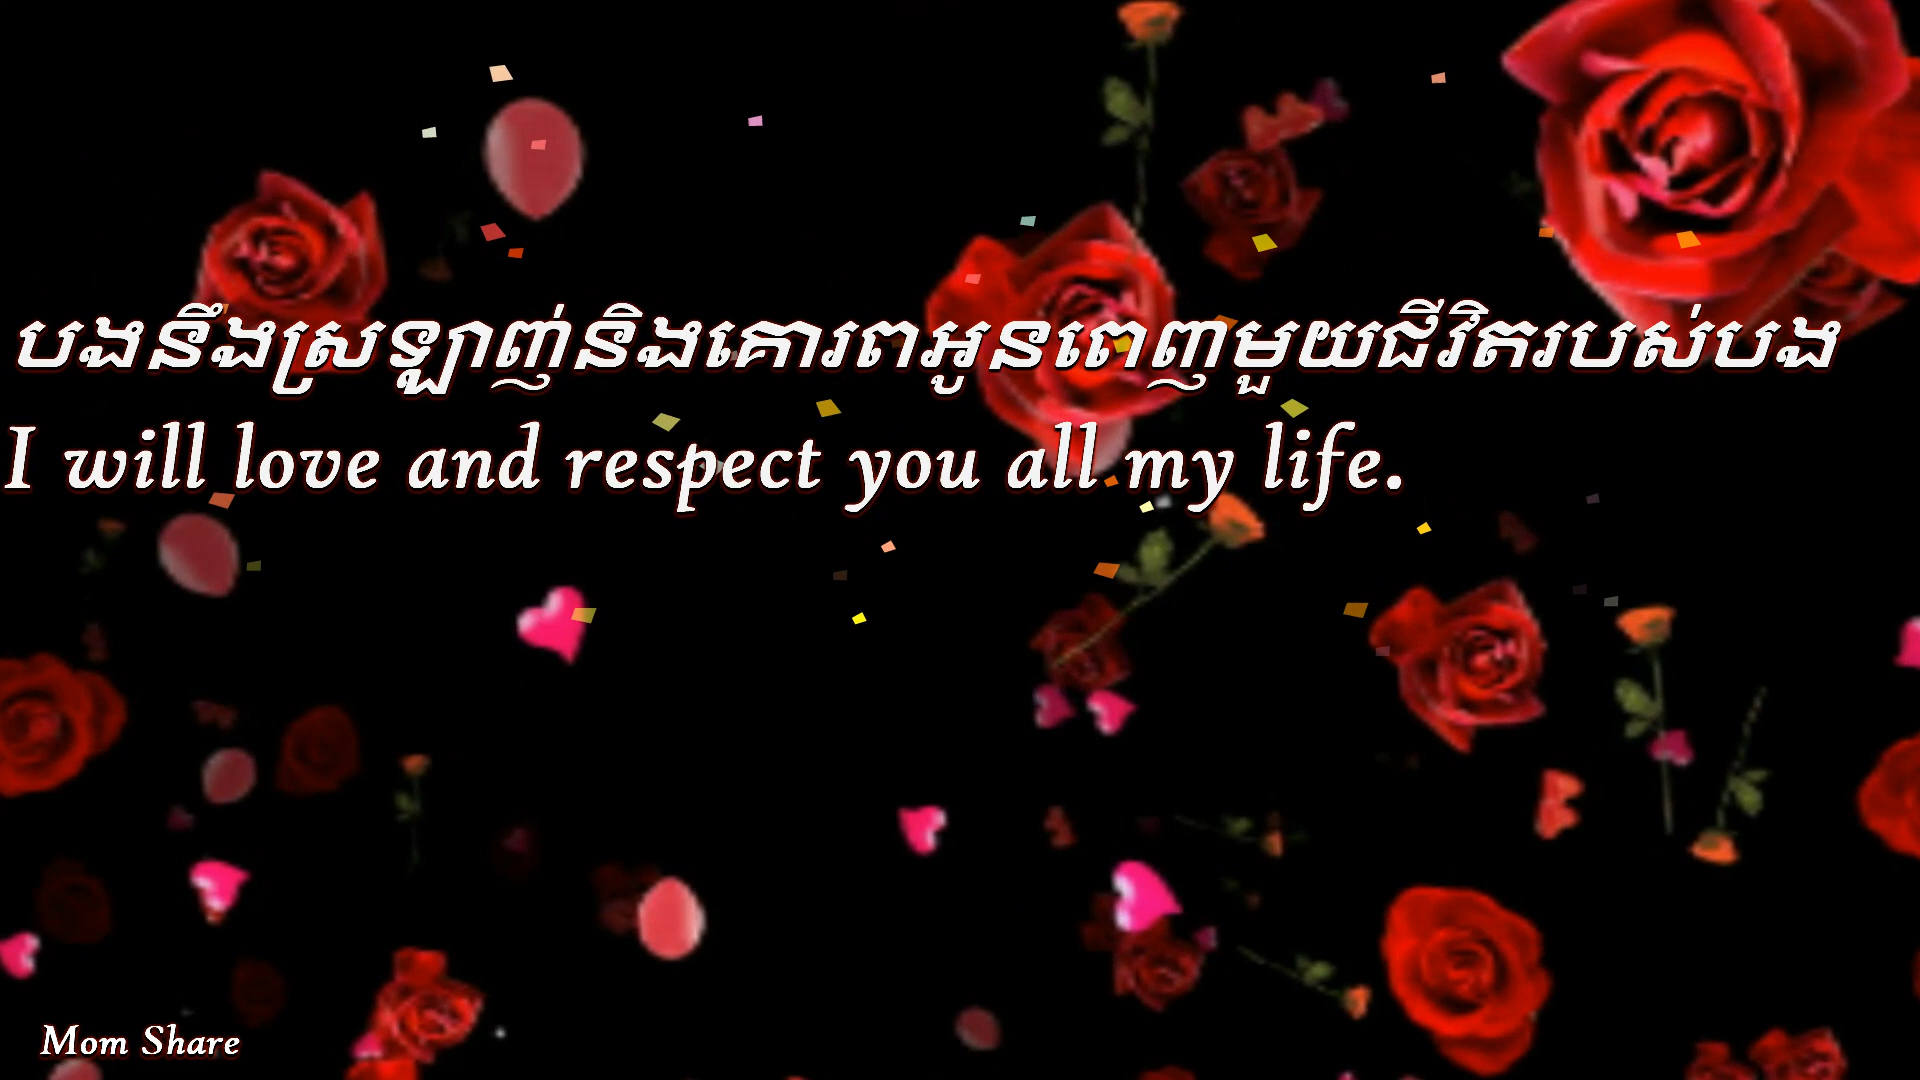 បងនឹងស្រឡាញ់និងគោរពអូនពេញមួយជីវិតរបស់បង
I will love and respect you all my life.
Mom Share